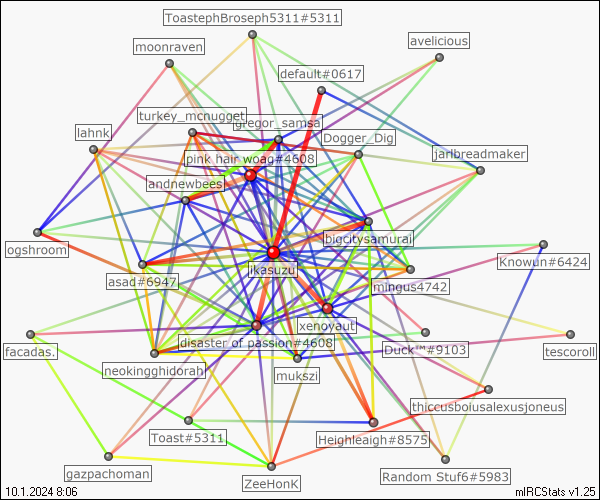 ToastephBroseph5311#5311
moonraven
avelicious
default#0617
turkey_mcnugget
gregor_samsa
lahnk
Dogger_Dig
jaribreadmaker
pink hair woag#4608
andnewbees
bigcitysamurai
ogshroom
Knowun#6424
ikasuzu
asad#6947
mingus4742
xenoyaut
disaster of passion#4608
facadas.
Duck™#9103
tescoroll
neokingghidorah
mukszi
thiccusboiusalexusjoneus
Toast#5311
Heighleaigh#8575
gazpachoman
Random Stuf6#5983
ZeeHonK
10.1.2024 8:06
mIRCStats v1.25